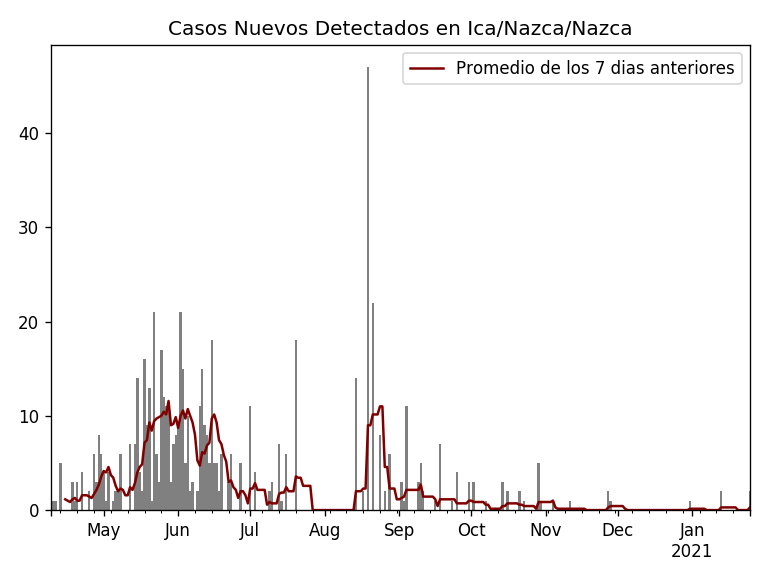 Casos Nuevos Detectados en Ica/Nazca/Nazca
Promedio de los 7 dias anteriores
40
30
20
10
0
May Jun Jul Aug Sep Oct Nov Dec Jan
2021